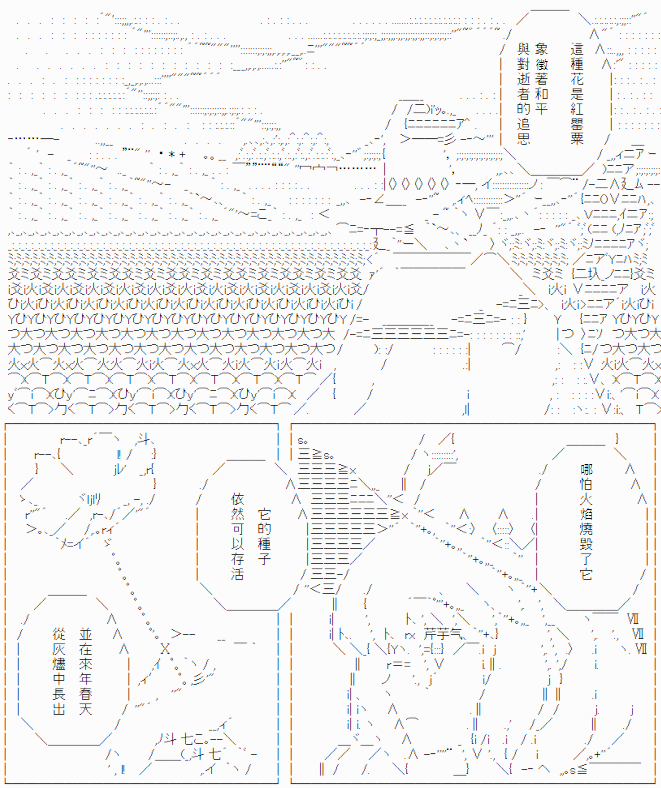 這種花是紅罌粟
象徵著和平
與對逝者的追思
哪怕火焰燒毀了它
它的種子
依然可以存活
並在來年春天
從灰燼中長出